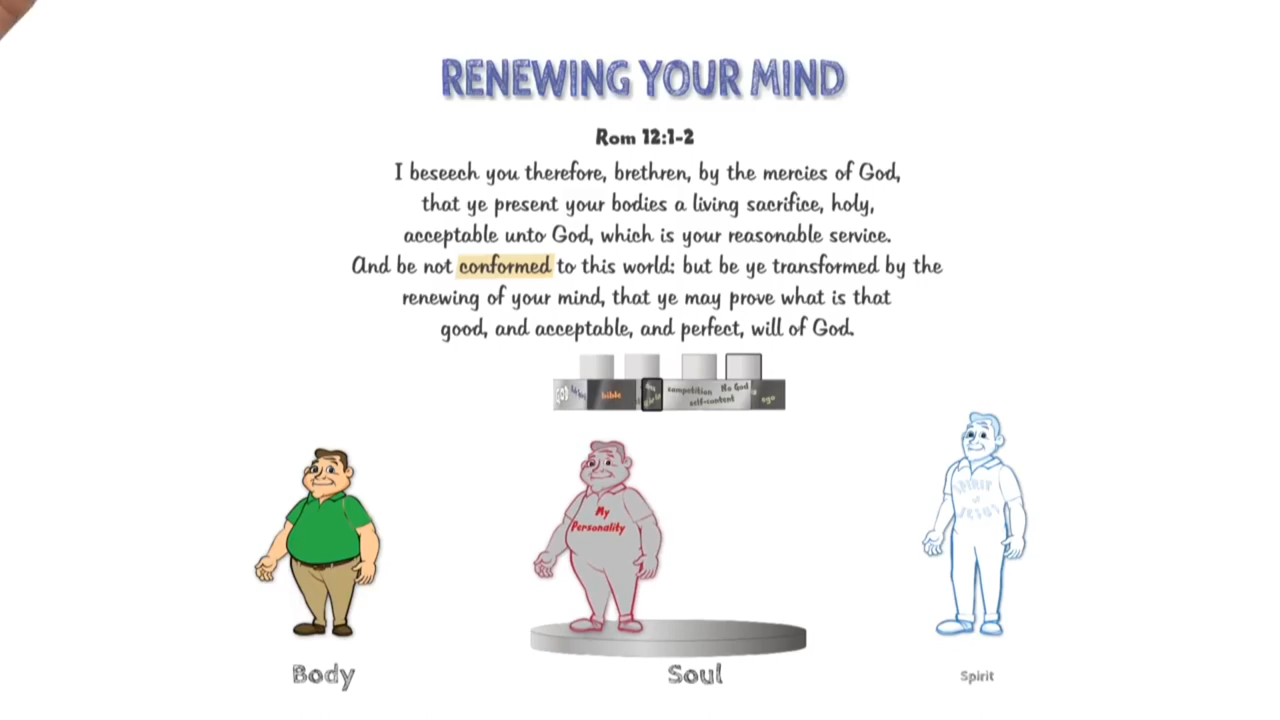 RENEWING YOUR MIND
Rom 12:1-2
I beseech you therefore, brethren, by the mercies of God,
that ye present your bodies a living sacrifice, holy,
acceptable unto God, which is your reasonable service.
And be not conformed to this world: but be ye transformed by the
renewing of your mind, that ye may prove what is that
good, and acceptable, and perfect, will of God.
GOD
bible
competition No God
self-content
ego
My
Personality
SPIRIT
of
JESUS
Body
Soul
Spirit